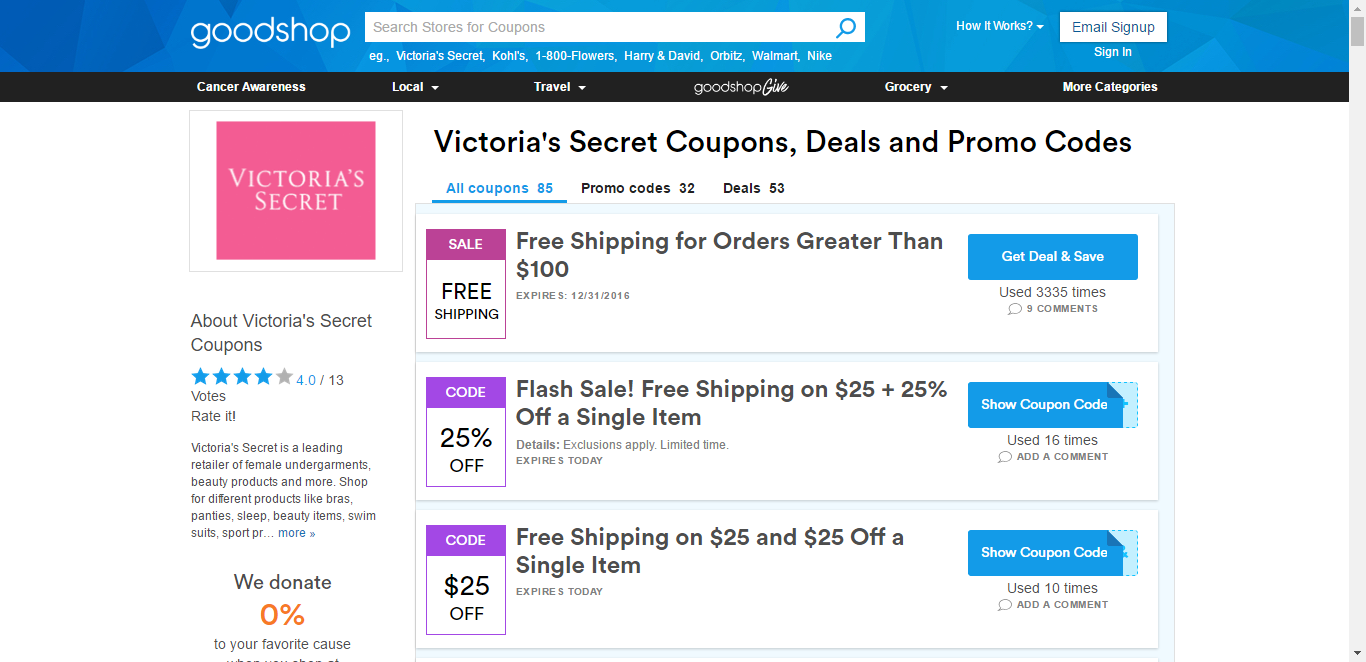 goodshop
Search Stores for Coupons
eg., Victoria's Secret, Kohl's, 1-800-Flowers, Harry & David, Orbitz, Walmart, Nike
How It Works?
Email Signup
Sign In
Cancer Awareness
Local
Travel
goodshop Give
Grocery
More Categories
VICTORIA'S
SECRET
About Victoria's Secret
Coupons
4.0 / 13
Votes
Rate it!
Victoria's Secret is a leading
retailer of female undergarments,
beauty products and more. Shop
for different products like bras,
panties, sleep, beauty items, swim
suits, sport pr... more »
We donate
0%
to your favorite cause
when you shop at
Victoria's Secret Coupons, Deals and Promo Codes
All coupons 85
Promo codes 32
Deals 53
SALE
FREE
SHIPPING
Free Shipping for Orders Greater Than
$100
EXPIRES: 12/31/2016
Get Deal & Save
Used 3335 times
9 COMMENTS
CODE
25%
OFF
Flash Sale! Free Shipping on $25 + 25%
Off a Single Item
Details: Exclusions apply. Limited time.
EXPIRES TODAY
Show Coupon Code
Used 16 times
ADD A COMMENT
CODE
$25
OFF
Free Shipping on $25 and $25 Off a
Single Item
EXPIRES TODAY
Show Coupon Code
Used 10 times
ADD A COMMENT